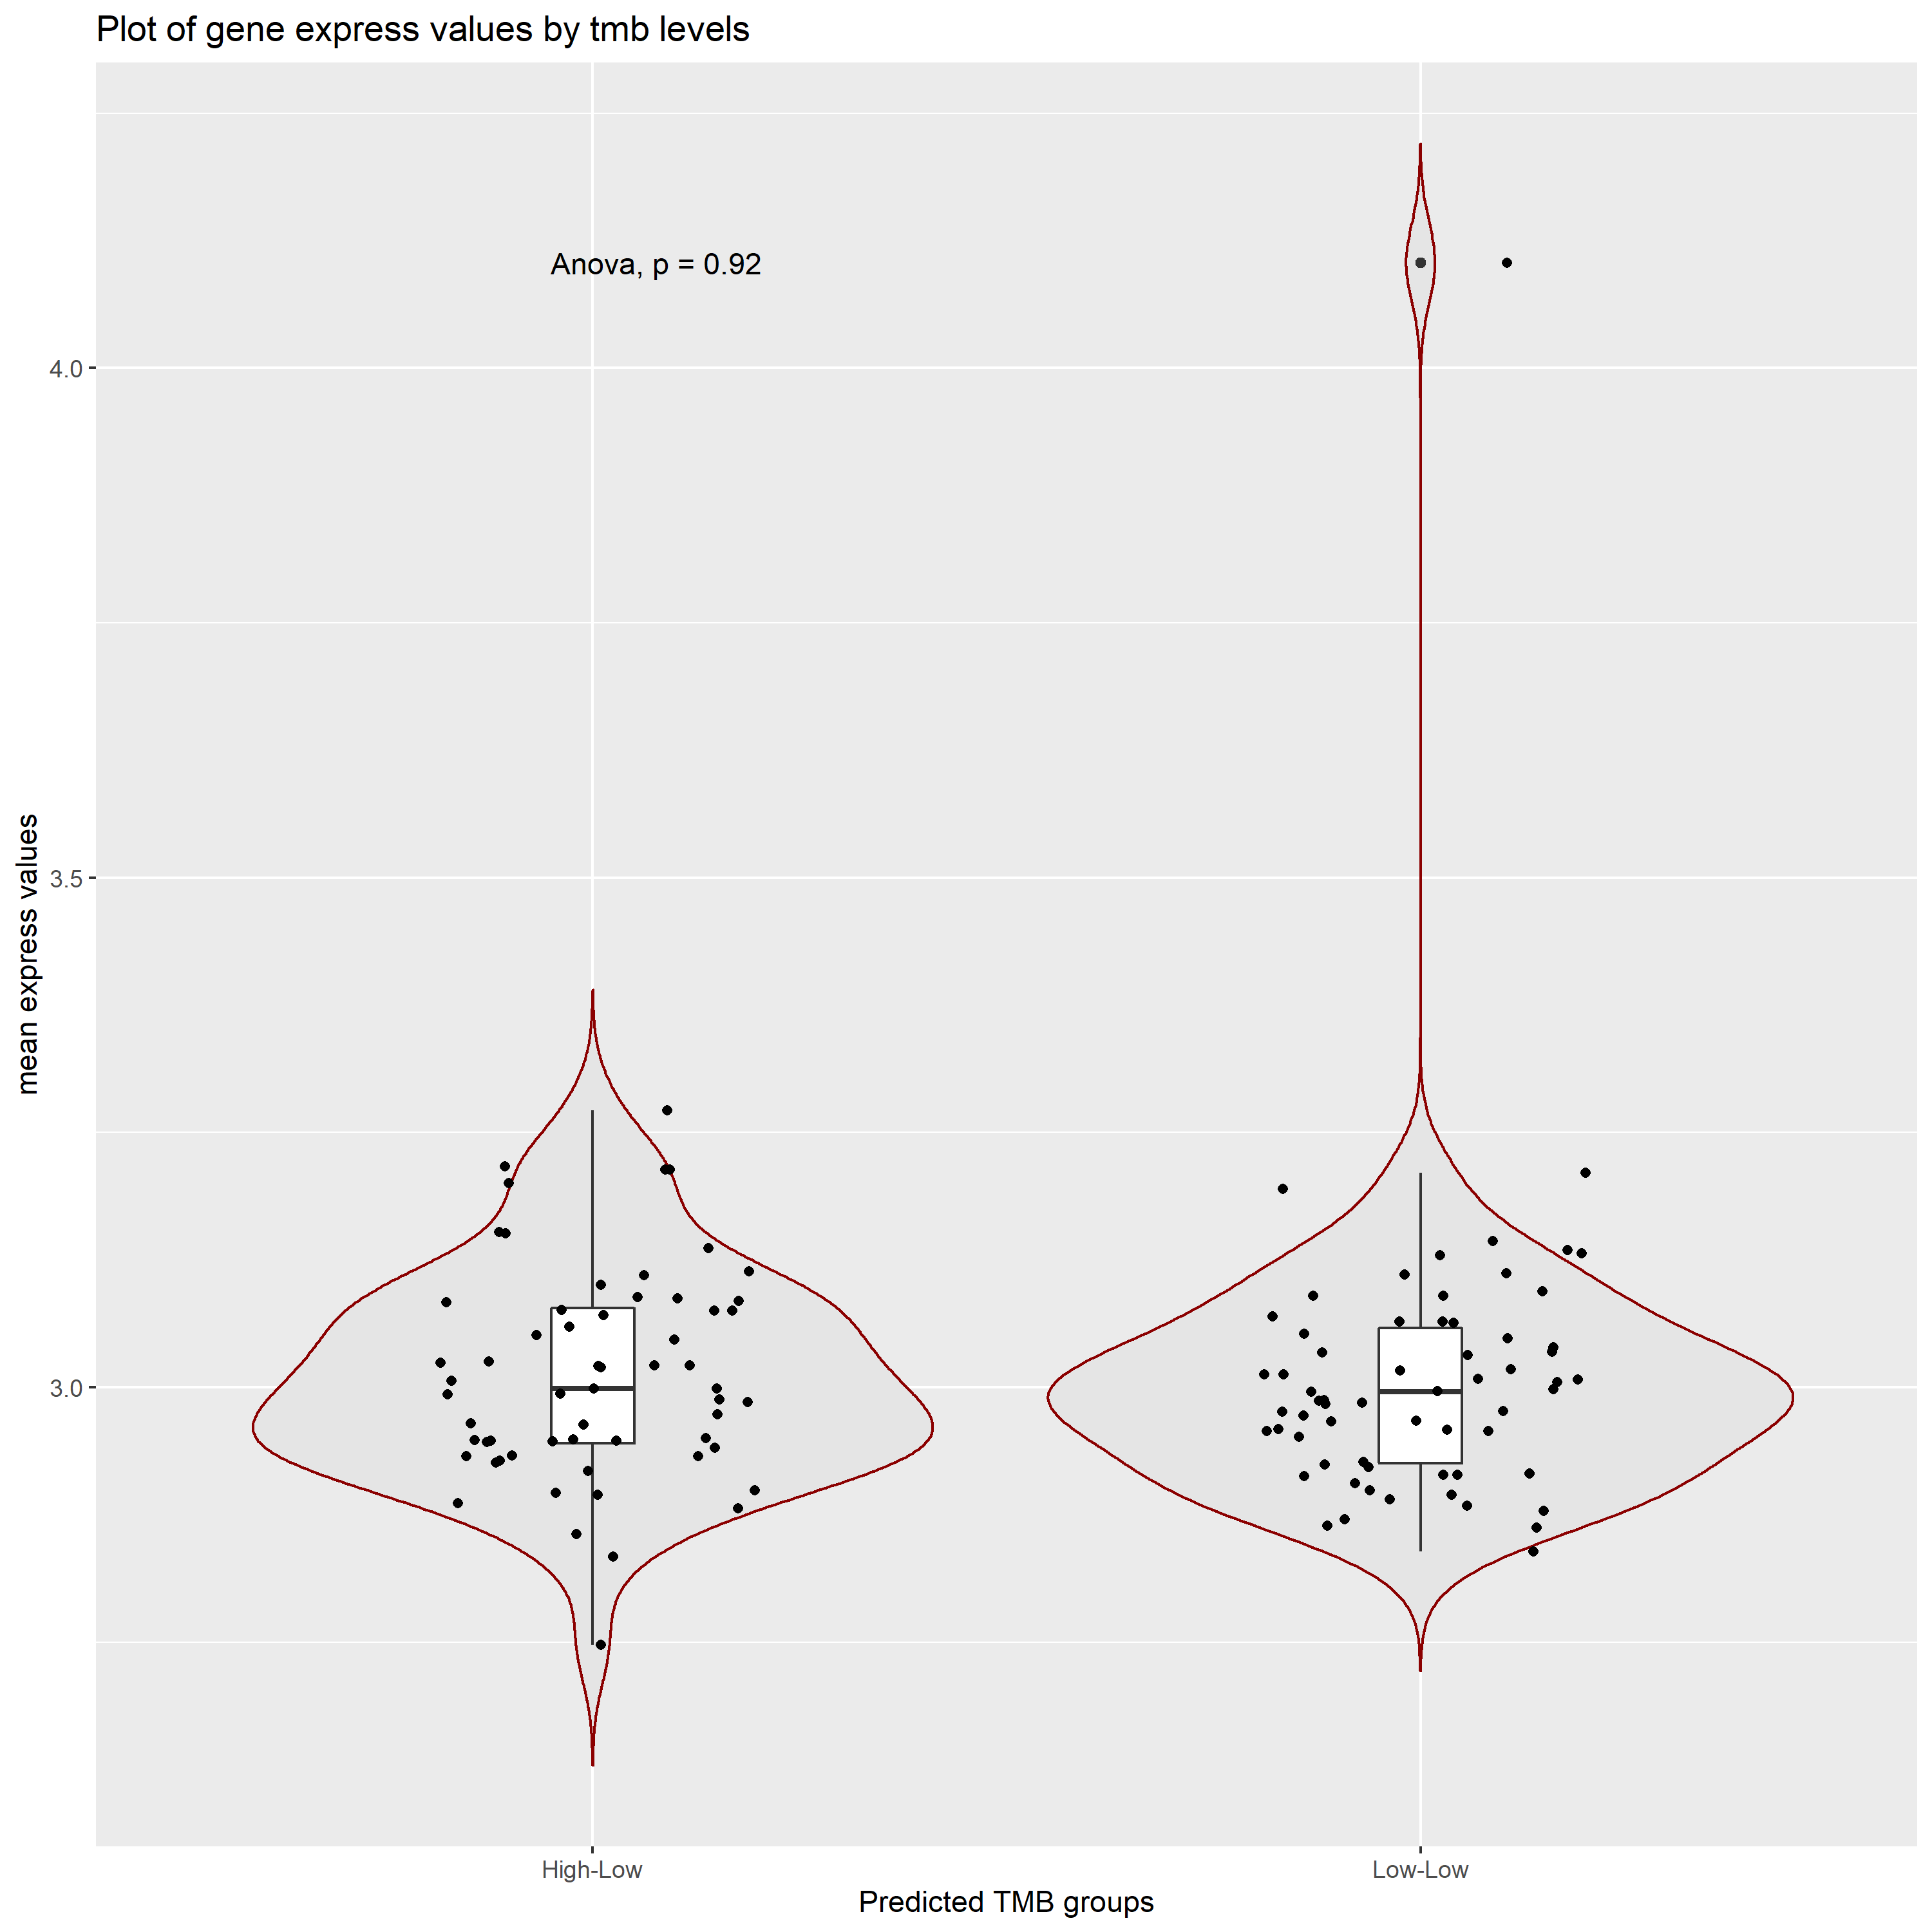 Plot of gene express values by tmb levels
Anova, p = 0.92
4.0
3.5
3.0
mean express values
High-Low
Low-Low
Predicted TMB groups